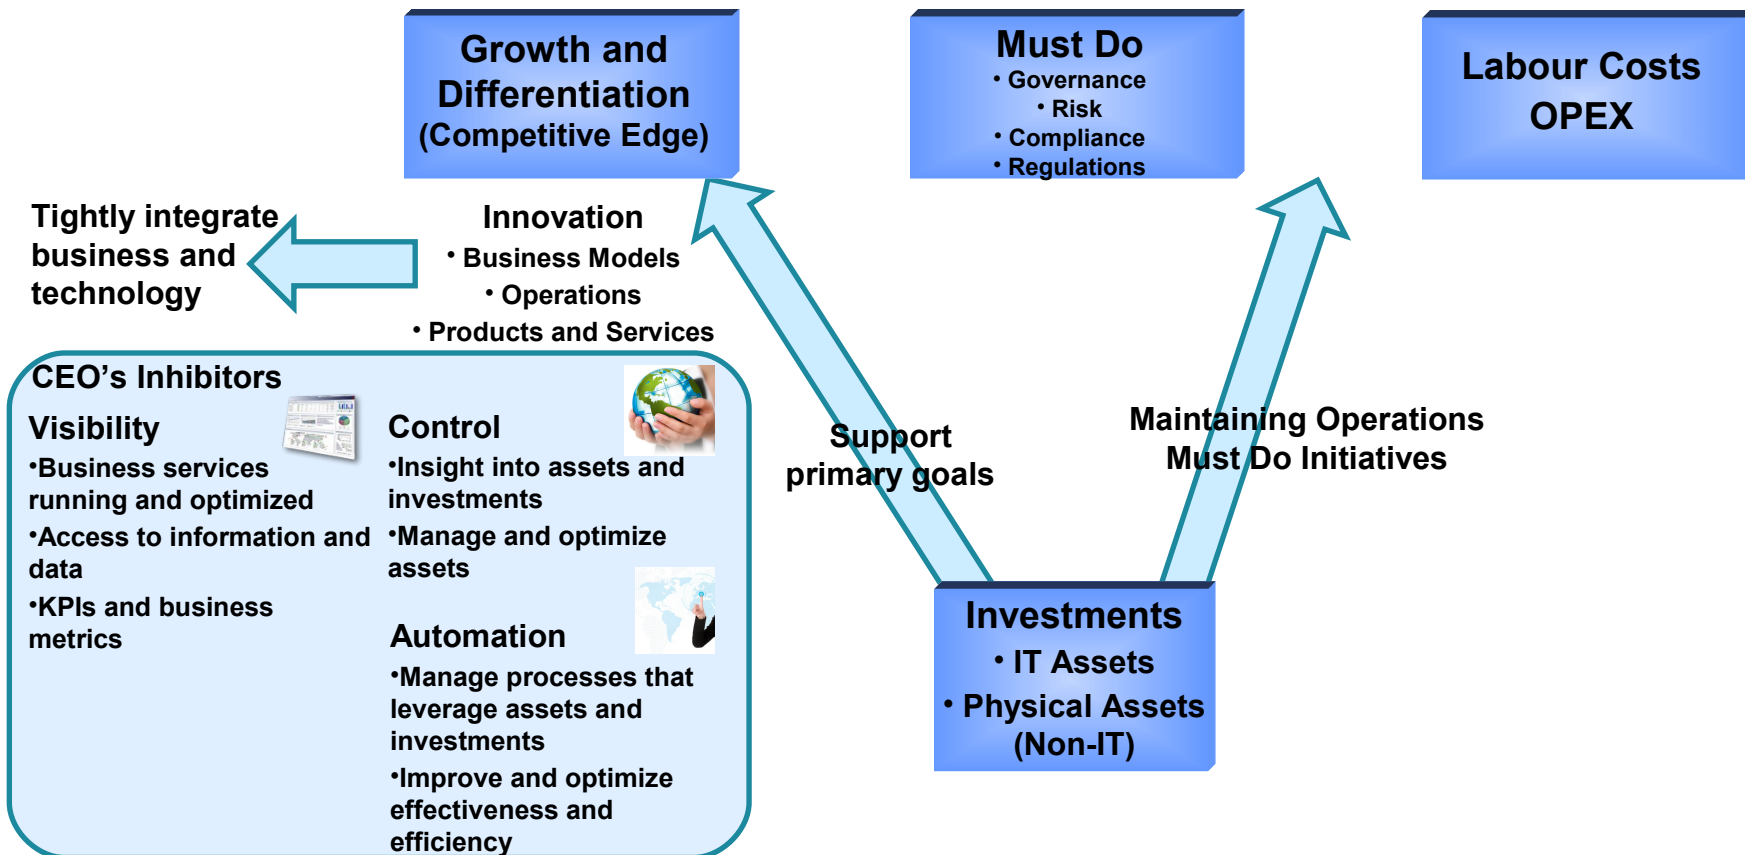 Growth and
Differentiation
(Competitive Edge)
Must Do
• Governance
• Risk
• Compliance
• Regulations
Labour Costs
OPEX
Tightly integrate
business and
technology
Innovation
• Business Models
• Operations
• Products and Services
CEO’s Inhibitors
Visibility
•Business services
running and optimized
•Access to information and
data
•KPIs and business
metrics
Control
•Insight into assets and
investments
•Manage and optimize
assets
Automation
•Manage processes that
leverage assets and
investments
•Improve and optimize
effectiveness and
efficiency
Support
primary goals
Maintaining Operations
Must Do Initiatives
Investments
• IT Assets
• Physical Assets
(Non-IT)